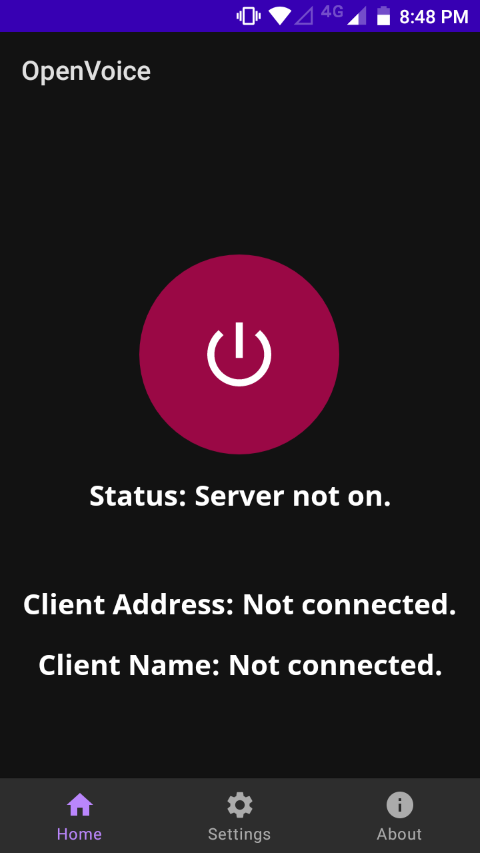 4G 8:48 PM
OpenVoice
Status: Server not on.
Client Address: Not connected.
Client Name: Not connected.
Home Settings About